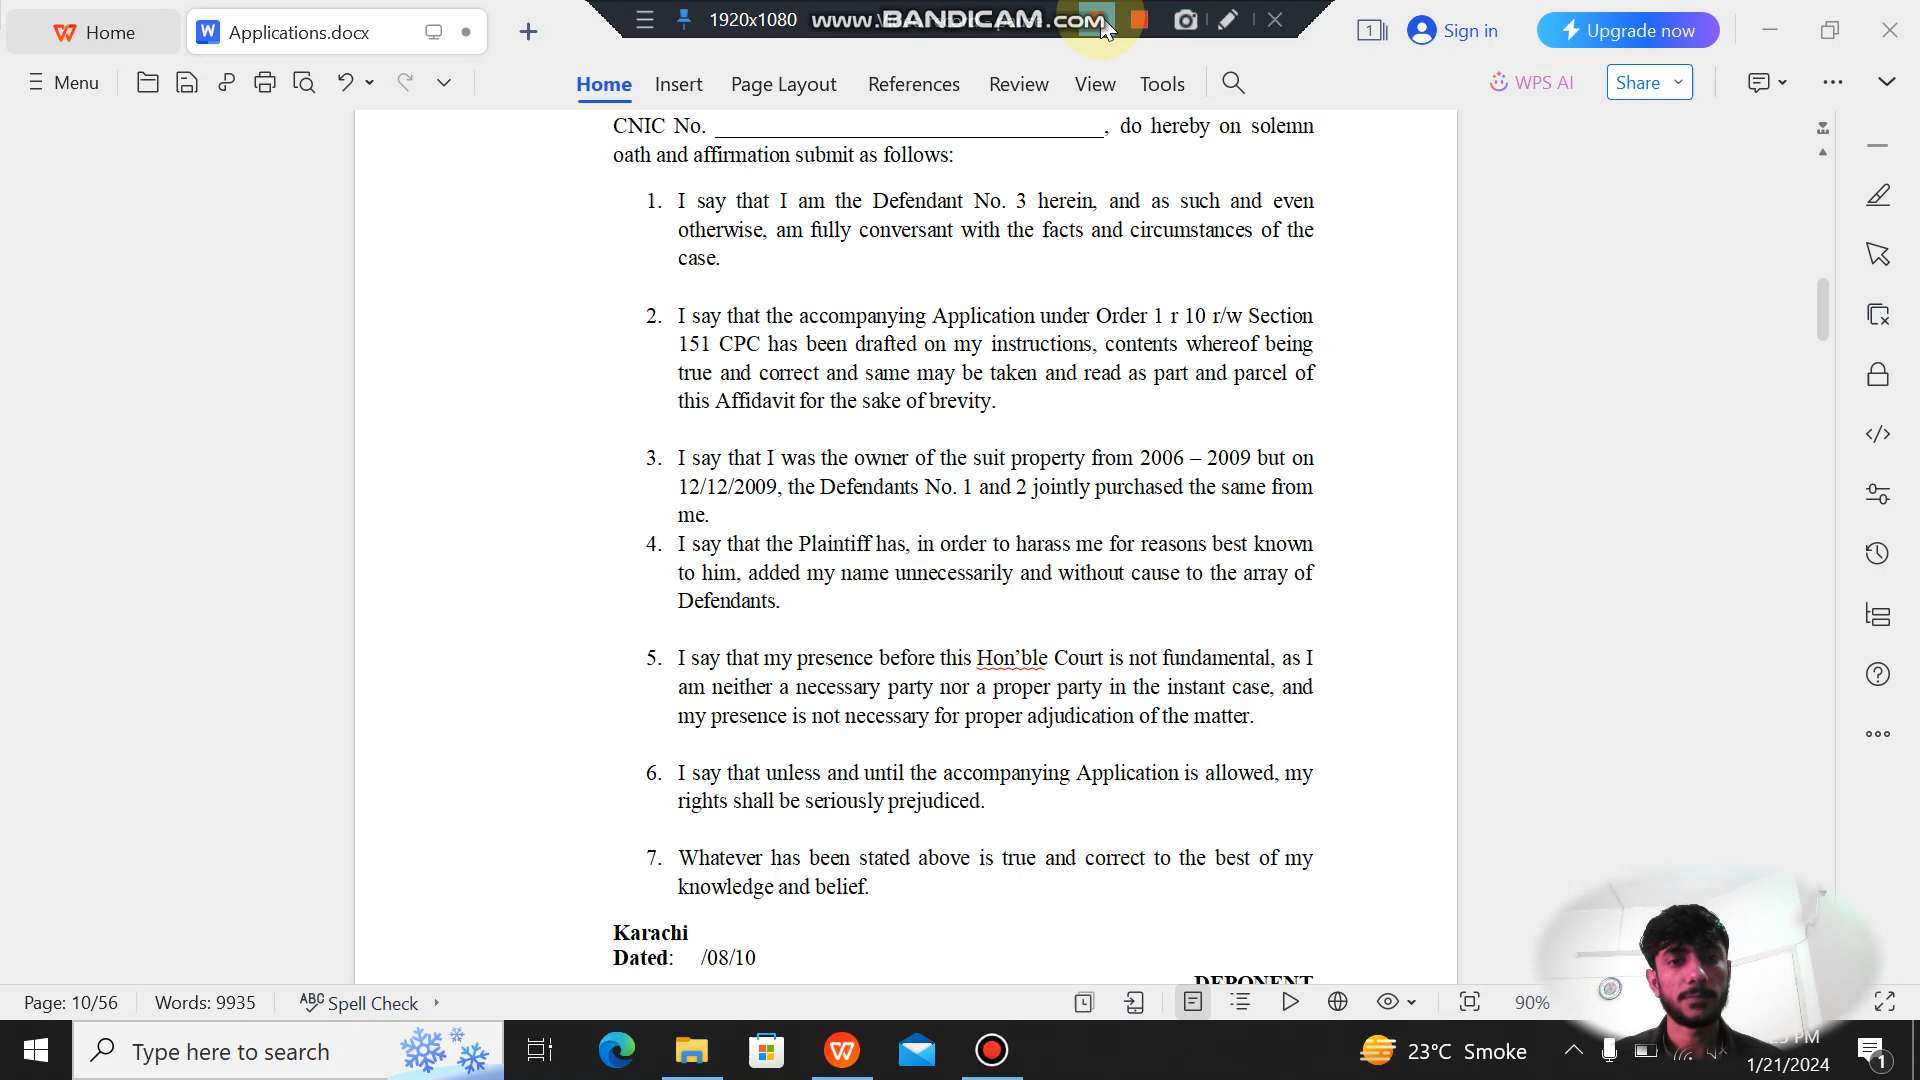 Home
Applications.docx
1920x1080
www.BANDICAM.com
Sign in
Upgrade now
Menu
Home
Insert
Page Layout
References
Review
View
Tools
WPS AI
Share
CNIC No. ___________________________________, do hereby on solemn
oath and affirmation submit as follows:
1. I say that I am the Defendant No. 3 herein, and as such and even
otherwise, am fully conversant with the facts and circumstances of the
case.
2. I say that the accompanying Application under Order 1 r 10 r/w Section
151 CPC has been drafted on my instructions, contents whereof being
true and correct and same may be taken and read as part and parcel of
this Affidavit for the sake of brevity.
3. I say that I was the owner of the suit property from 2006 – 2009 but on
12/12/2009, the Defendants No. 1 and 2 jointly purchased the same from
me.
4. I say that the Plaintiff has, in order to harass me for reasons best known
to him, added my name unnecessarily and without cause to the array of
Defendants.
5. I say that my presence before this Hon’ble Court is not fundamental, as I
am neither a necessary party nor a proper party in the instant case, and
my presence is not necessary for proper adjudication of the matter.
6. I say that unless and until the accompanying Application is allowed, my
rights shall be seriously prejudiced.
7. Whatever has been stated above is true and correct to the best of my
knowledge and belief.
Karachi
Dated: /08/10
DEPONENT
Page: 10/56
Words: 9935
Spell Check
90%
Type here to search
23°C Smoke
PM
1/21/2024
1